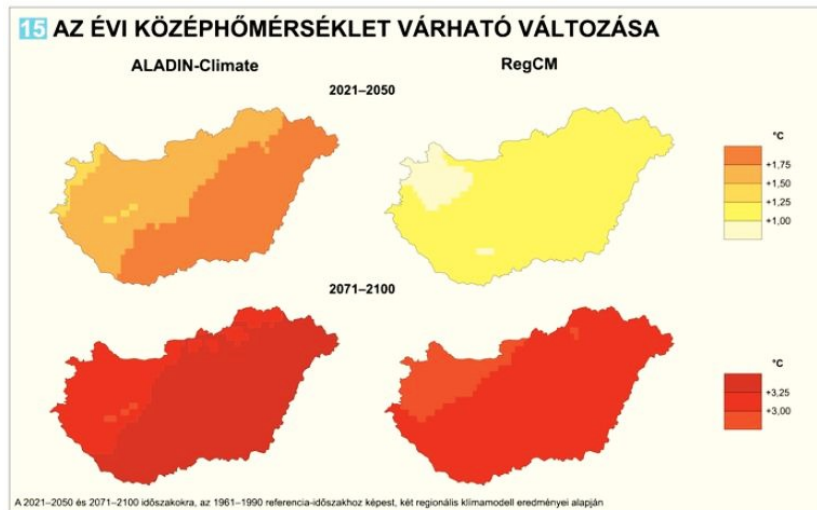 15 AZ ÉVI KÖZÉPHŐMÉRSÉKLET VÁRHATÓ VÁLTOZÁSA
ALADIN-Climate
RegCM
2021–2050
°C
+1,75
+1,50
+1,25
+1,00
2071–2100
°C
+3,25
+3,00
A 2021–2050 és 2071–2100 időszakokra, az 1961–1990 referencia-időszakhoz képest, két regionális klímamodell eredményei alapján